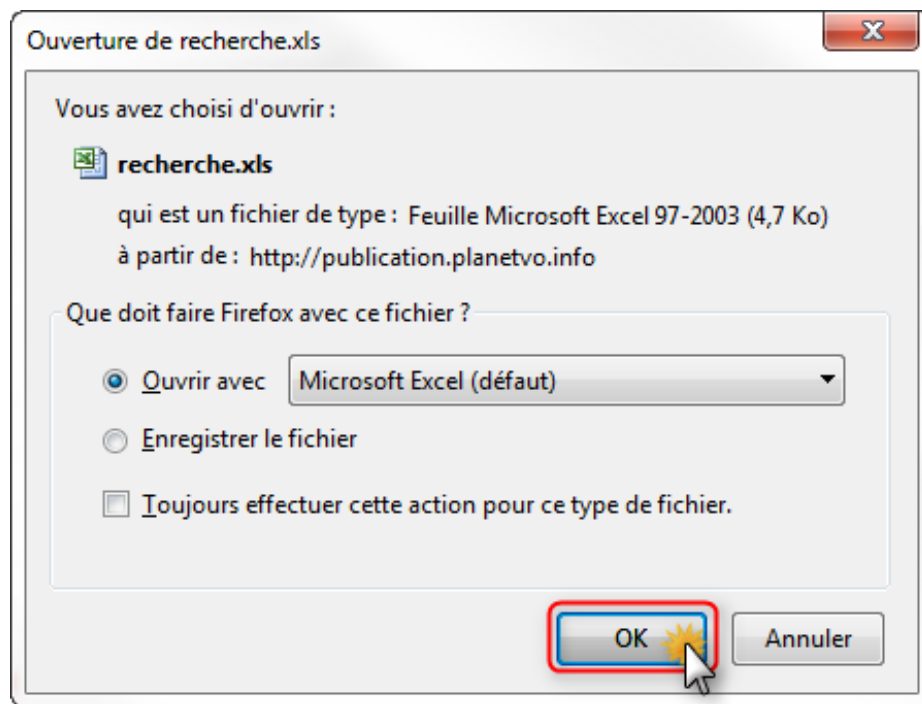 Ouverture de recherche.xls
Vous avez choisi d'ouvrir :
recherche.xls
qui est un fichier de type : Feuille Microsoft Excel 97-2003 (4,7 Ko)
à partir de : http://publication.planetvo.info
Que doit faire Firefox avec ce fichier ?
Ouvrir avec Microsoft Excel (défaut)
Enregistrer le fichier
Toujours effectuer cette action pour ce type de fichier.
OK Annuler